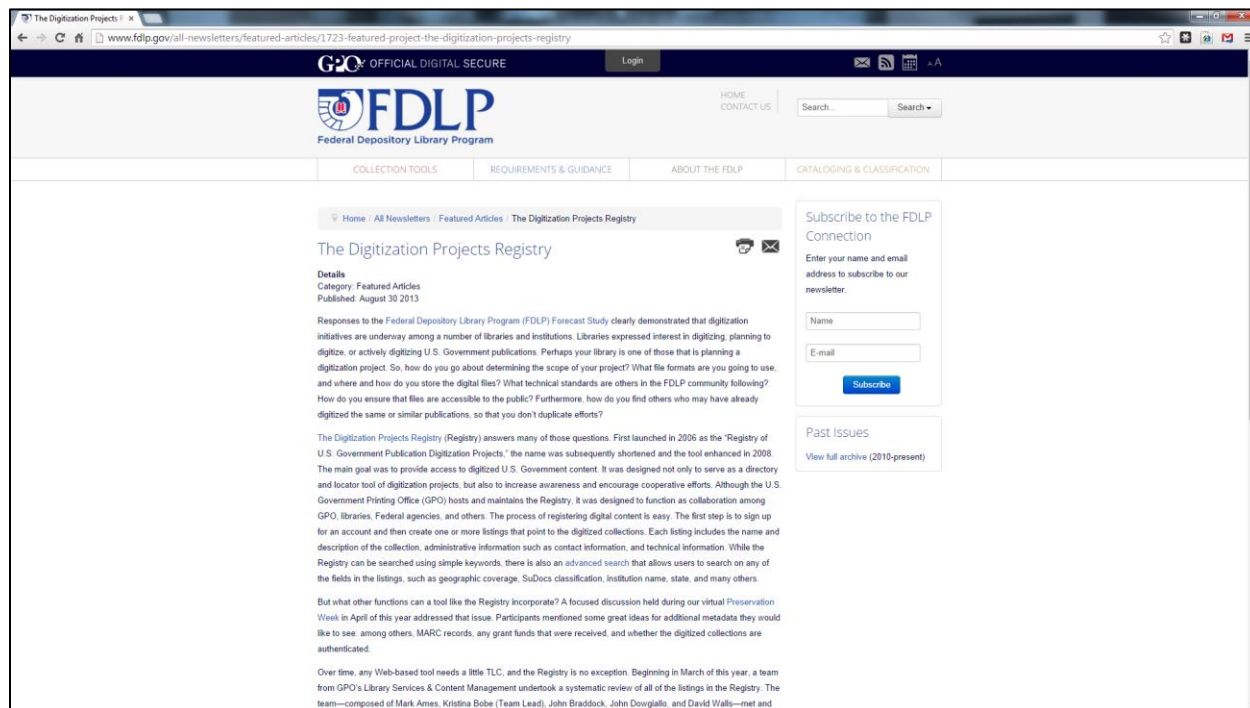 The Digitization Projects R
www.fdlp.gov/all-newsletters/featured-articles/1723-featured-project-the-digitization-projects-registry
GPO OFFICIAL DIGITAL SECURE
Login
A A
FDLP
Federal Depository Library Program
HOME
CONTACT US
Search...
Search
COLLECTION TOOLS
REQUIREMENTS & GUIDANCE
ABOUT THE FDLP
CATALOGING & CLASSIFICATION
Home / All Newsletters / Featured Articles / The Digitization Projects Registry
The Digitization Projects Registry
Details
Category: Featured Articles
Published: August 30 2013
Responses to the Federal Depository Library Program (FDLP) Forecast Study clearly demonstrated that digitization
initiatives are underway among a number of libraries and institutions. Libraries expressed interest in digitizing, planning to
digitize, or actively digitizing U.S. Government publications. Perhaps your library is one of those that is planning a
digitization project. So, how do you go about determining the scope of your project? What file formats are you going to use,
and where and how do you store the digital files? What technical standards are others in the FDLP community following?
How do you ensure that files are accessible to the public? Furthermore, how do you find others who may have already
digitized the same or similar publications, so that you don't duplicate efforts?
The Digitization Projects Registry (Registry) answers many of those questions. First launched in 2006 as the "Registry of
U.S. Government Publication Digitization Projects," the name was subsequently shortened and the tool enhanced in 2008.
The main goal was to provide access to digitized U.S. Government content. It was designed not only to serve as a directory
and locator tool of digitization projects, but also to increase awareness and encourage cooperative efforts. Although the U.S.
Government Printing Office (GPO) hosts and maintains the Registry, it was designed to function as collaboration among
GPO, libraries, Federal agencies, and others. The process of registering digital content is easy. The first step is to sign up
for an account and then create one or more listings that point to the digitized collections. Each listing includes the name and
description of the collection, administrative information such as contact information, and technical information. While the
Registry can be searched using simple keywords, there is also an advanced search that allows users to search on any of
the fields in the listings, such as geographic coverage, SuDocs classification, institution name, state, and many others.
But what other functions can a tool like the Registry incorporate? A focused discussion held during our virtual Preservation
Week in April of this year addressed that issue. Participants mentioned some great ideas for additional metadata they would
like to see: among others, MARC records, any grant funds that were received, and whether the digitized collections are
authenticated.
Over time, any Web-based tool needs a little TLC, and the Registry is no exception. Beginning in March of this year, a team
from GPO's Library Services & Content Management undertook a systematic review of all of the listings in the Registry. The
team—composed of Mark Ames, Kristina Bobe (Team Lead), John Braddock, John Dowgiallo, and David Walls—met and
Subscribe to the FDLP
Connection
Enter your name and email
address to subscribe to our
newsletter.
Name
E-mail
Subscribe
Past Issues
View full archive (2010-present)